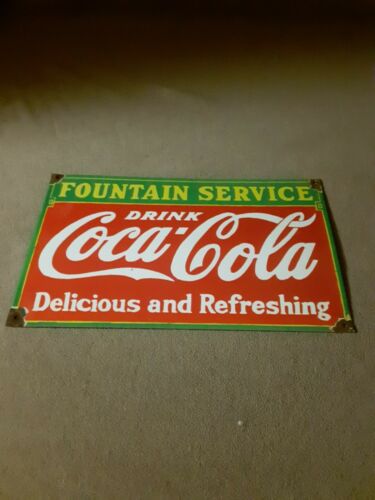 FOUNTAIN SERVICE
DRINK
Coca-Cola
Delicious and Refreshing